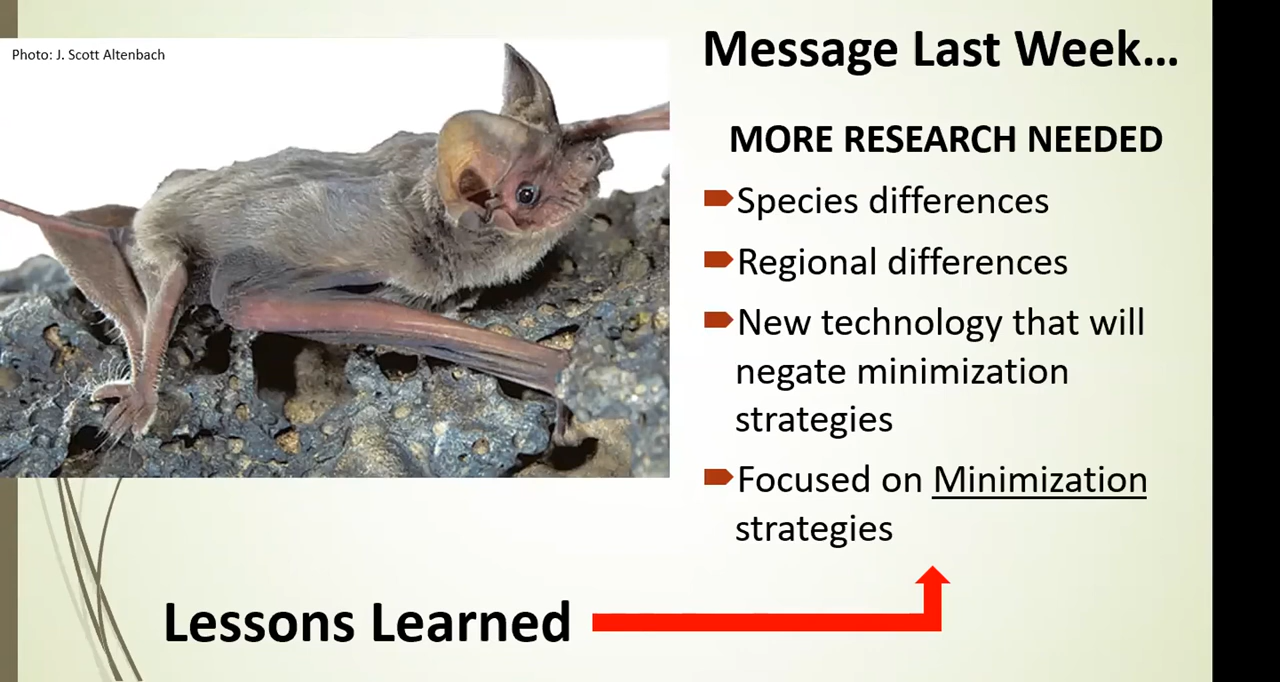 Photo: J. Scott Altenbach
Message Last Week...
MORE RESEARCH NEEDED
Species differences
Regional differences
New technology that will
negate minimization
strategies
Focused on Minimization
strategies
Lessons Learned